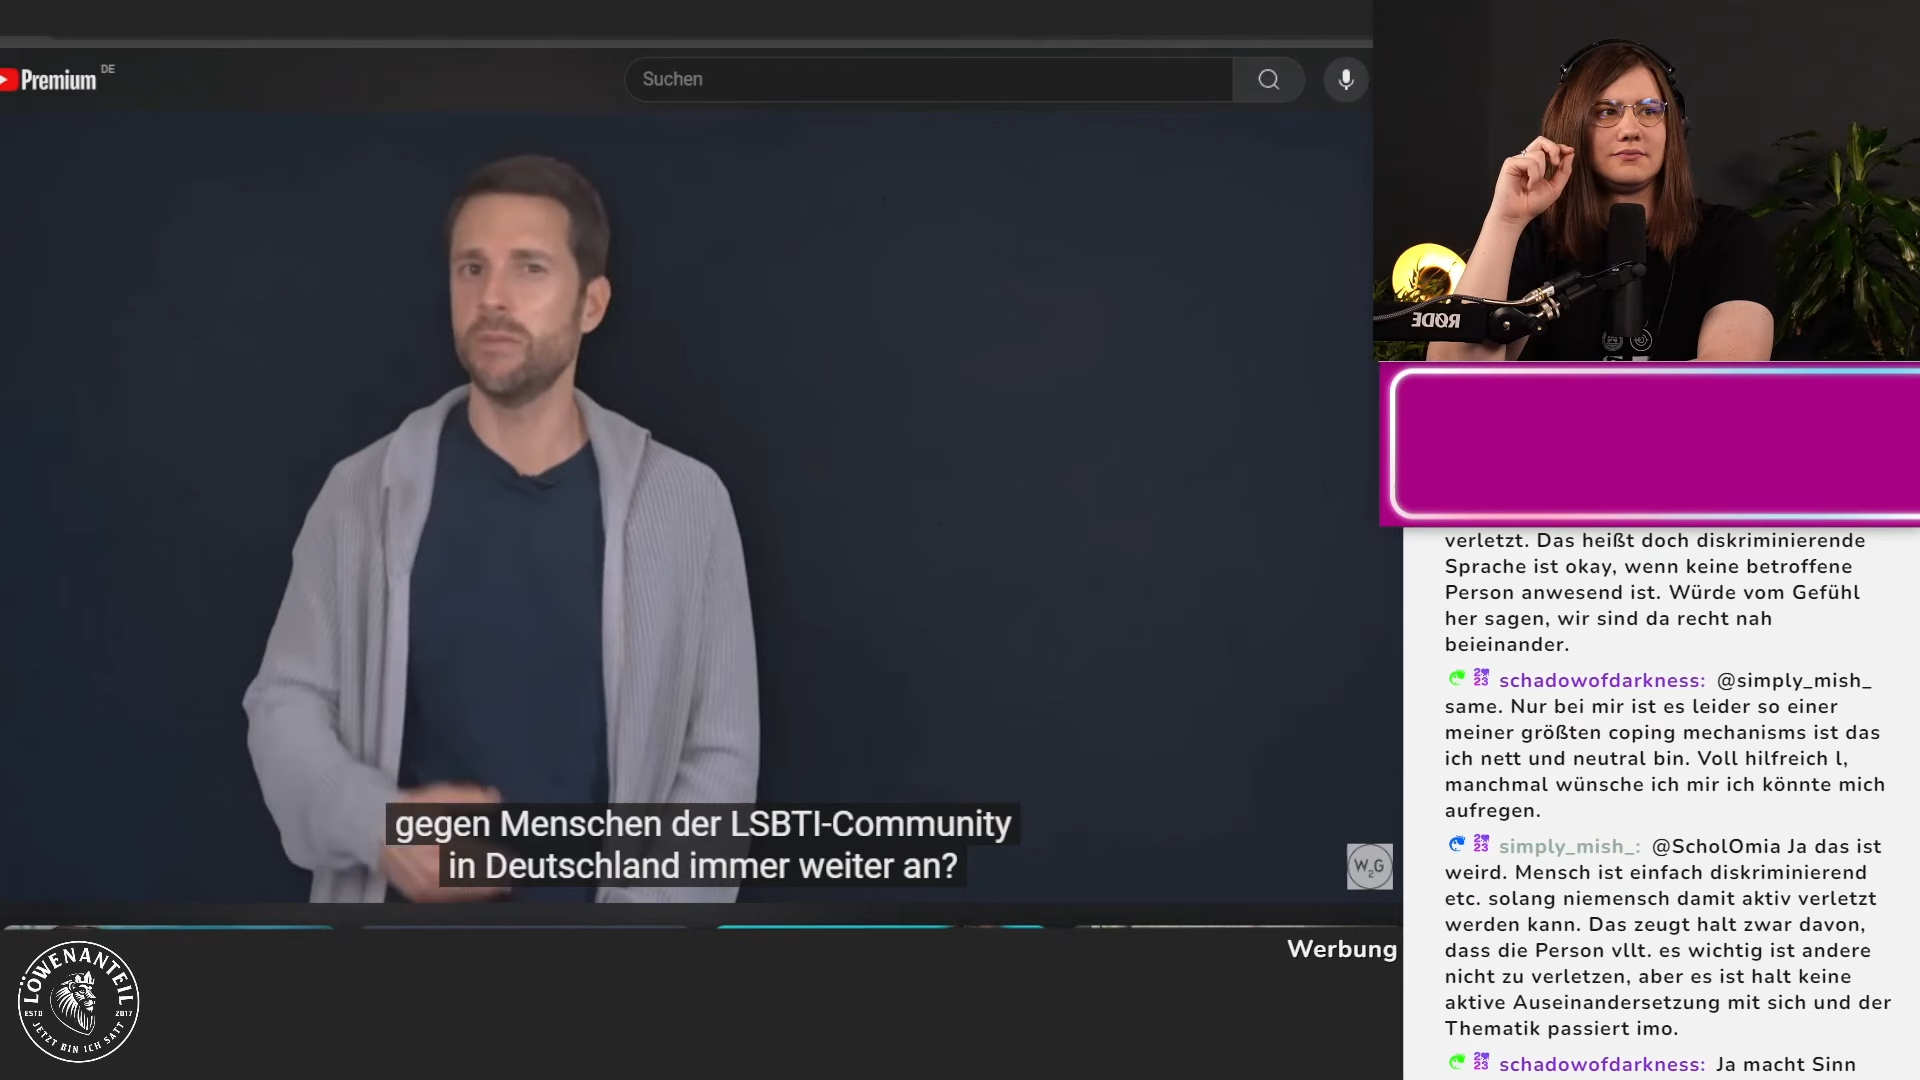 Premium DE
Suchen
RØDE
gegen Menschen der LSBTI-Community
in Deutschland immer weiter an?
W2G
Werbung
LÖWENANTEIL
ESTD 2017
JETZT BIN ICH SATT
verletzt. Das heißt doch diskriminierende
Sprache ist okay, wenn keine betroffene
Person anwesend ist. Würde vom Gefühl
her sagen, wir sind da recht nah
beieinander.
schadowofdarkness: @simply_mish_
same. Nur bei mir ist es leider so einer
meiner größten coping mechanisms ist das
ich nett und neutral bin. Voll hilfreich l,
manchmal wünsche ich mir ich könnte mich
aufregen.
simply_mish_: @ScholOmia Ja das ist
weird. Mensch ist einfach diskriminierend
etc. solang niemensch damit aktiv verletzt
werden kann. Das zeugt halt zwar davon,
dass die Person vllt. es wichtig ist andere
nicht zu verletzen, aber es ist halt keine
aktive Auseinandersetzung mit sich und der
Thematik passiert imo.
schadowofdarkness: Ja macht Sinn